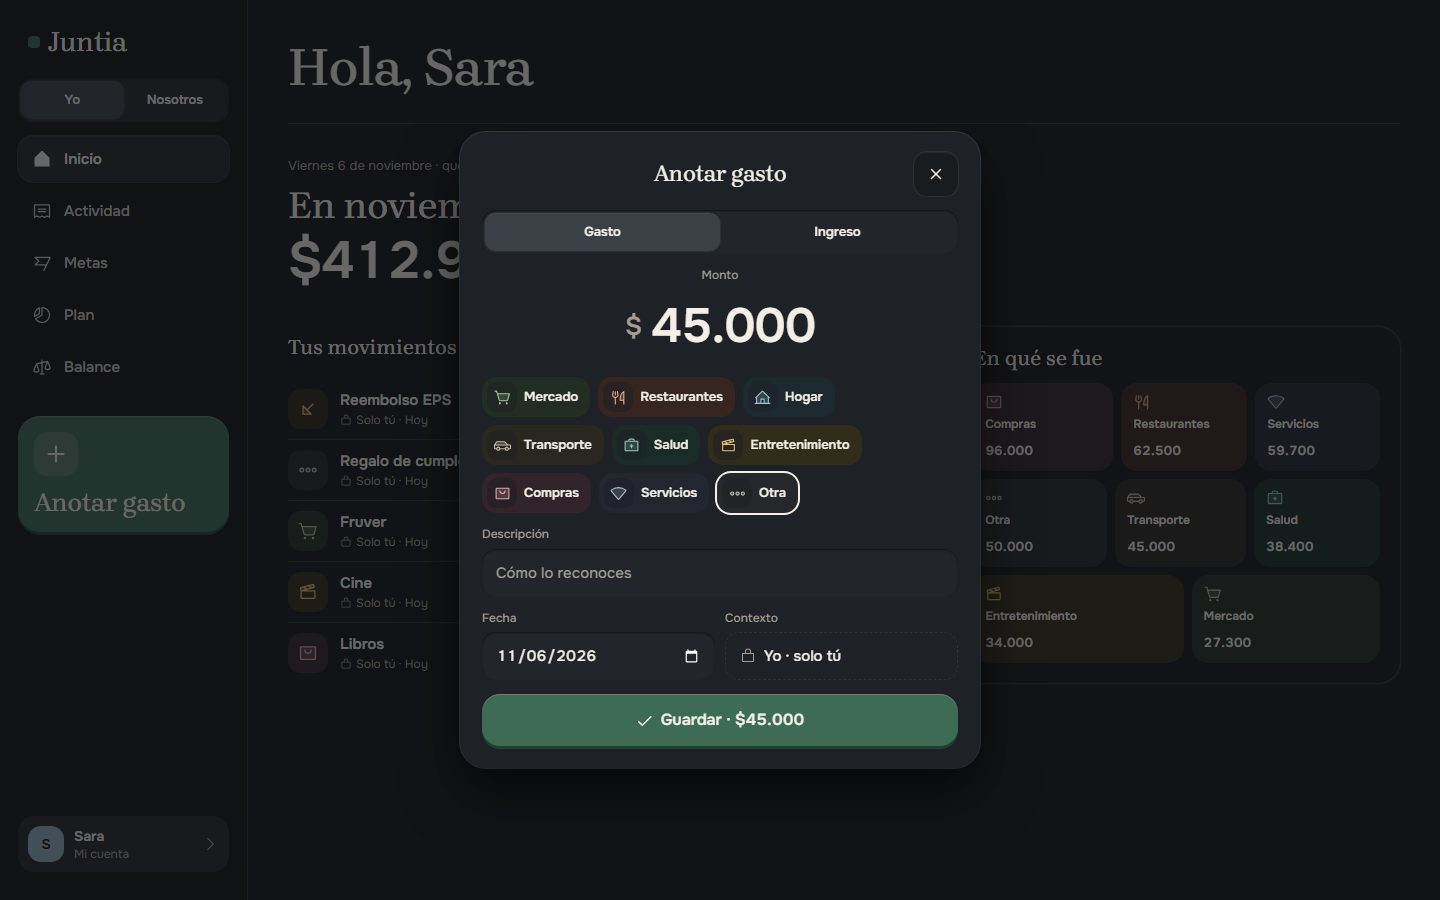 Juntia
Yo
Nosotros
Inicio
Actividad
Metas
Plan
Balance
Anotar gasto
Sara
Mi cuenta
S
Hola, Sara
Viernes 6 de noviembre ·
En
$412.9
Tus movimientos
Reembolso EPS
Solo tú · Hoy
Regalo de
Solo tú · Hoy
Fruver
Solo tú · Hoy
Cine
Solo tú · Hoy
Libros
Solo tú · Hoy
Anotar gasto
Gasto
Ingreso
Monto
$ 45.000
Mercado
Restaurantes
Hogar
Transporte
Salud
Entretenimiento
Compras
Servicios
Otra
Descripción
Cómo lo reconoces
Fecha
Contexto
11/06/2026
Yo · solo tú
Guardar · $45.000
En qué se fue
Compras
96.000
Restaurantes
62.500
Servicios
59.700
Otra
50.000
Transporte
45.000
Salud
38.400
Entretenimiento
34.000
Mercado
27.300